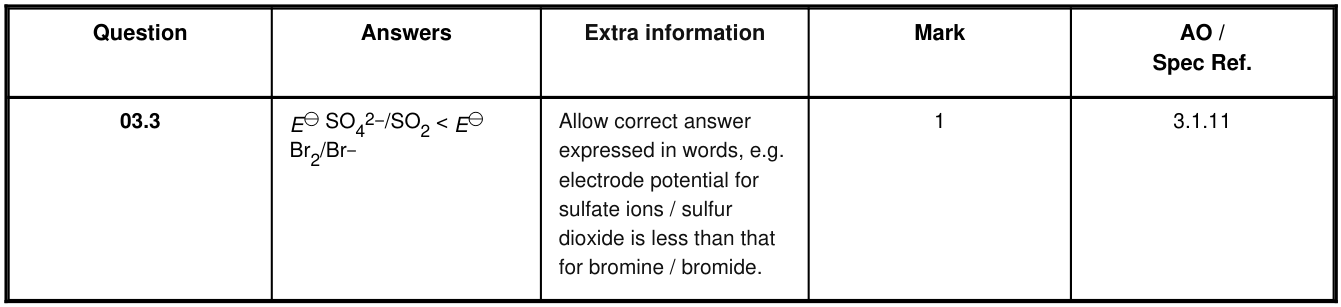 Question Answers Extra information Mark AO /
Spec Ref.
03.3 E⦵ SO₄²⁻/SO₂ < E⦵ Allow correct answer 1 3.1.11
Br₂/Br– expressed in words, e.g.
electrode potential for
sulfate ions / sulfur
dioxide is less than that
for bromine / bromide.